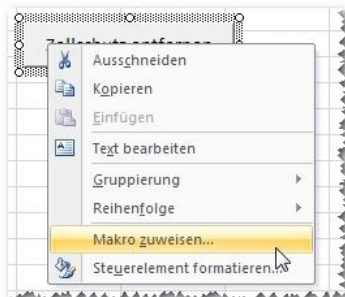 Zellschutz entfernen
Ausschneiden
Kopieren
Einfügen
Text bearbeiten
Gruppierung
Reihenfolge
Makro zuweisen...
Steuerelement formatieren...